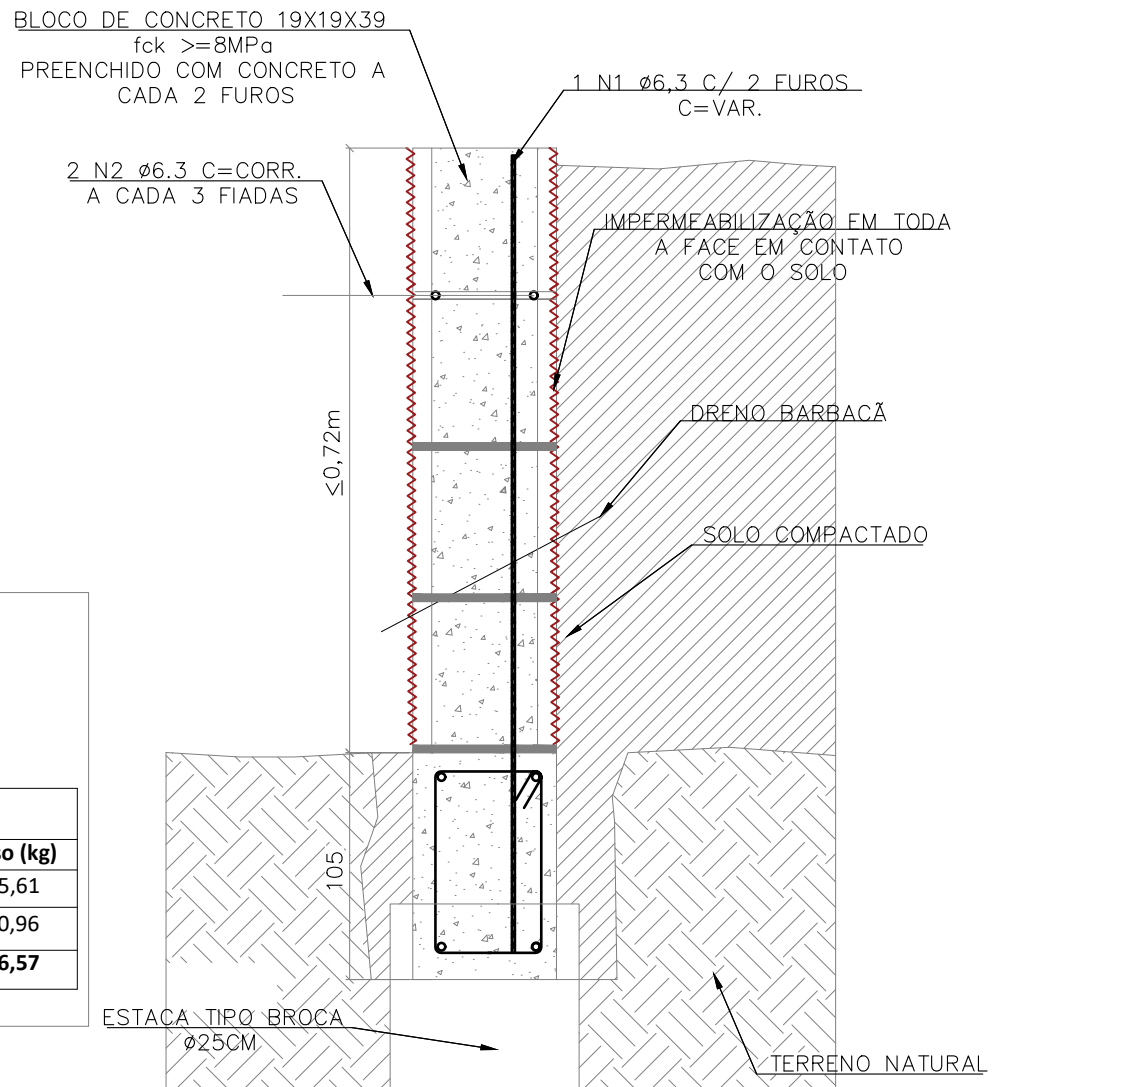 BLOCO DE CONCRETO 19X19X39
fck >=8MPa
PREENCHIDO COM CONCRETO A
CADA 2 FUROS
1 N1 ø6,3 C/ 2 FUROS
C=VAR.
2 N2 ø6.3 C=CORR.
A CADA 3 FIADAS
IMPERMEABILIZAÇÃO EM TODA
A FACE EM CONTATO
COM O SOLO
≤0,72m
DRENO BARBACÃ
SOLO COMPACTADO
105
so (kg)
5,61
0,96
6,57
ESTACA TIPO BROCA
ø25CM
TERRENO NATURAL